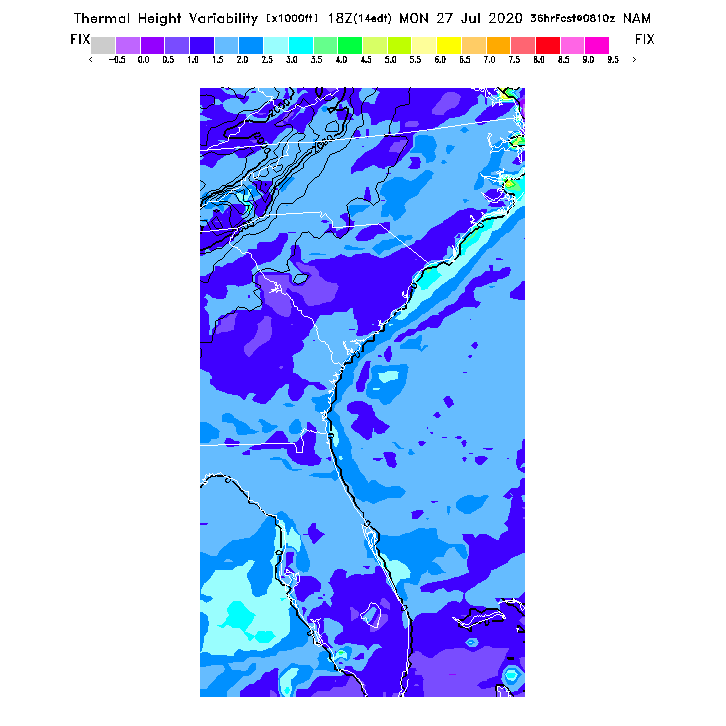 Thermal Height Variability [x1000ft] 18Z(14edt) MON 27 Jul 2020 36hrFcst@0810z NAM
FIX FIX
< -0.5 0.0 0.5 1.0 1.5 2.0 2.5 3.0 3.5 4.0 4.5 5.0 5.5 6.0 6.5 7.0 7.5 8.0 8.5 9.0 9.5 >